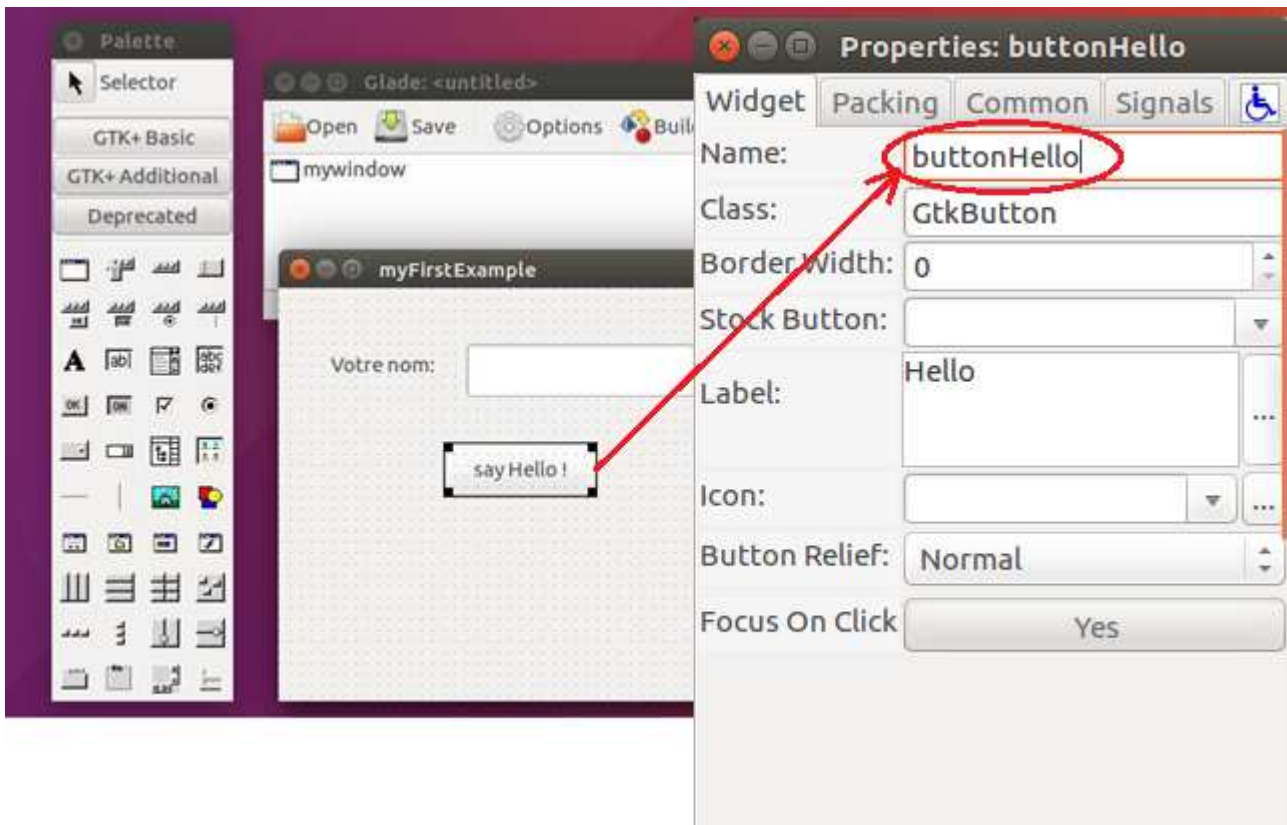 Palette
Selector
GTK+ Basic
GTK+ Additional
Deprecated
Glade: <untitled>
Open Save Options Buil
mywindow
myFirstExample
Votre nom:
say Hello !
Properties: buttonHello
Widget Packing Common Signals
Name: buttonHello
Class: GtkButton
Border Width: 0
Stock Button:
Label: Hello
...
Icon: ...
Button Relief: Normal
Focus On Click Yes